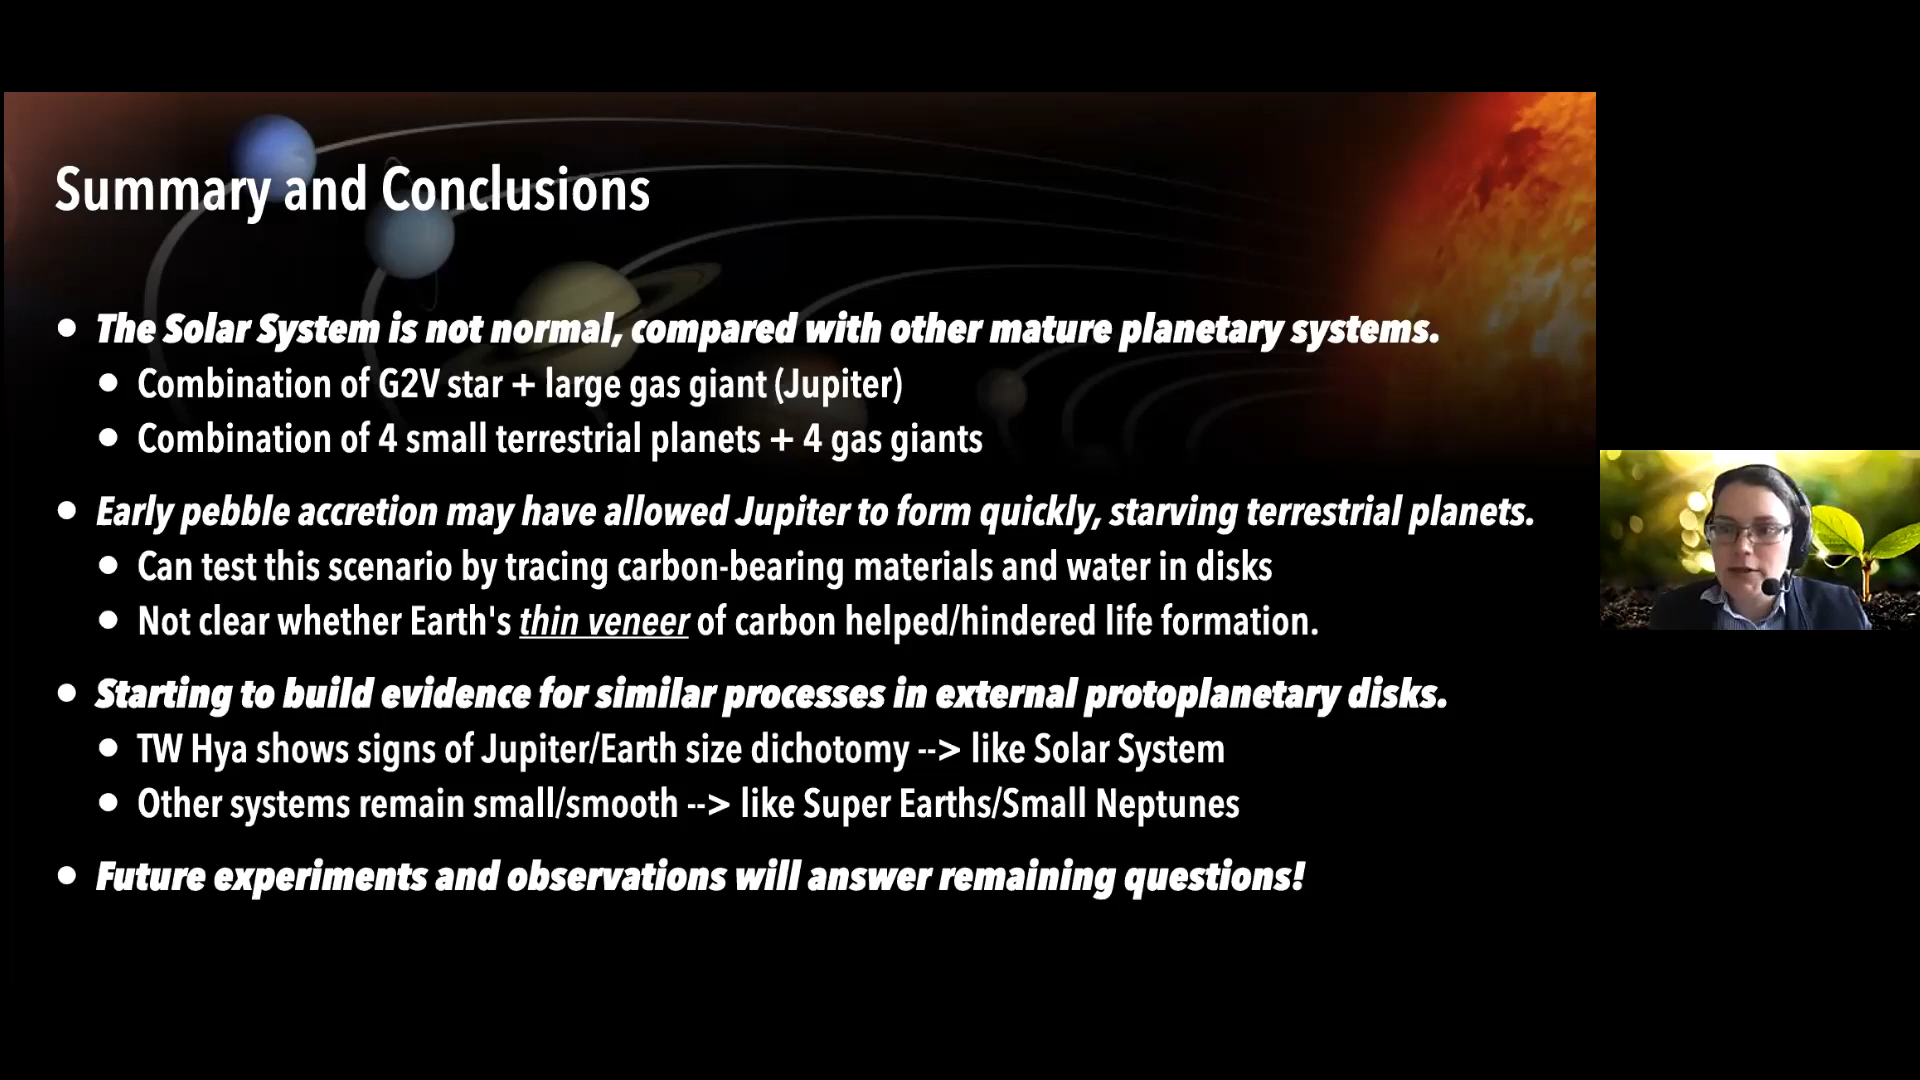 Summary and Conclusions
• The Solar System is not normal, compared with other mature planetary systems.
• Combination of G2V star + large gas giant (Jupiter)
• Combination of 4 small terrestrial planets + 4 gas giants
• Early pebble accretion may have allowed Jupiter to form quickly, starving terrestrial planets.
• Can test this scenario by tracing carbon-bearing materials and water in disks
• Not clear whether Earth's thin veneer of carbon helped/hindered life formation.
• Starting to build evidence for similar processes in external protoplanetary disks.
• TW Hya shows signs of Jupiter/Earth size dichotomy --> like Solar System
• Other systems remain small/smooth --> like Super Earths/Small Neptunes
• Future experiments and observations will answer remaining questions!